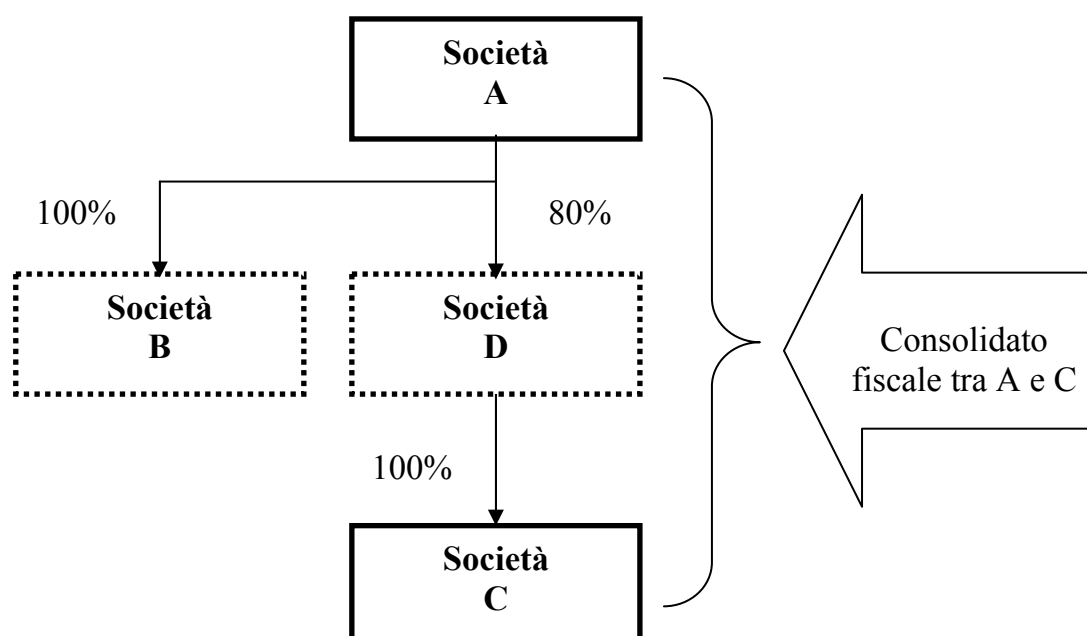 Società
A
100%
80%
Società
B
Società
D
Consolidato
fiscale tra A e C
100%
Società
C